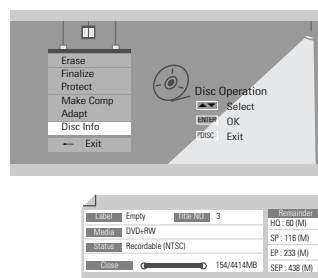 Erase
Finalize
Protect
Make Comp
Adapt
Disc Info
Exit
Disc Operation
Select
ENTER OK
DISC Exit
Label Empty Title NO. 3
Media DVD+RW
Status Recordable (NTSC)
Close 154/4414MB
Remainder
HQ : 60 (M)
SP : 116 (M)
EP : 233 (M)
SEP : 438 (M)